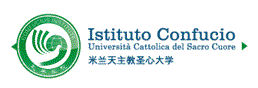 Istituto Confucio
Università Cattolica del Sacro Cuore
米兰天主教圣心大学